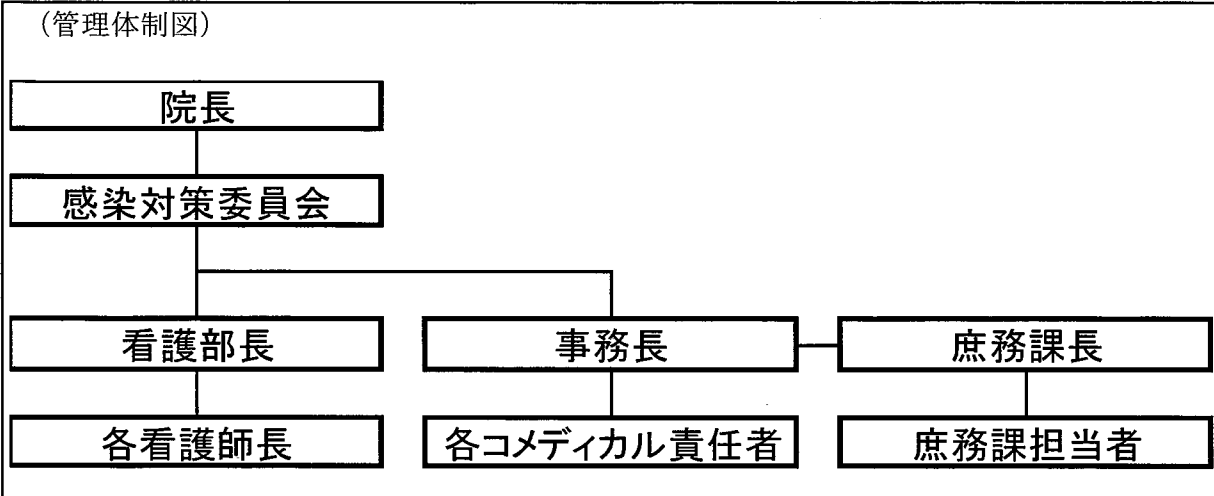 （管理体制図）
院長
感染対策委員会
看護部長
事務長
庶務課長
各看護師長
各コメディカル責任者
庶務課担当者